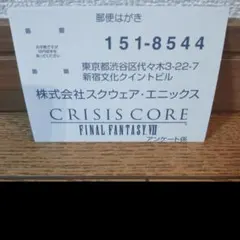 郵便はがき
151-8544
東京都渋谷区代々木3-22-7
新宿文化クイントビル
株式会社スクウェア・エニックス
CRISIS CORE
FINAL FANTASY VII
アンケート係